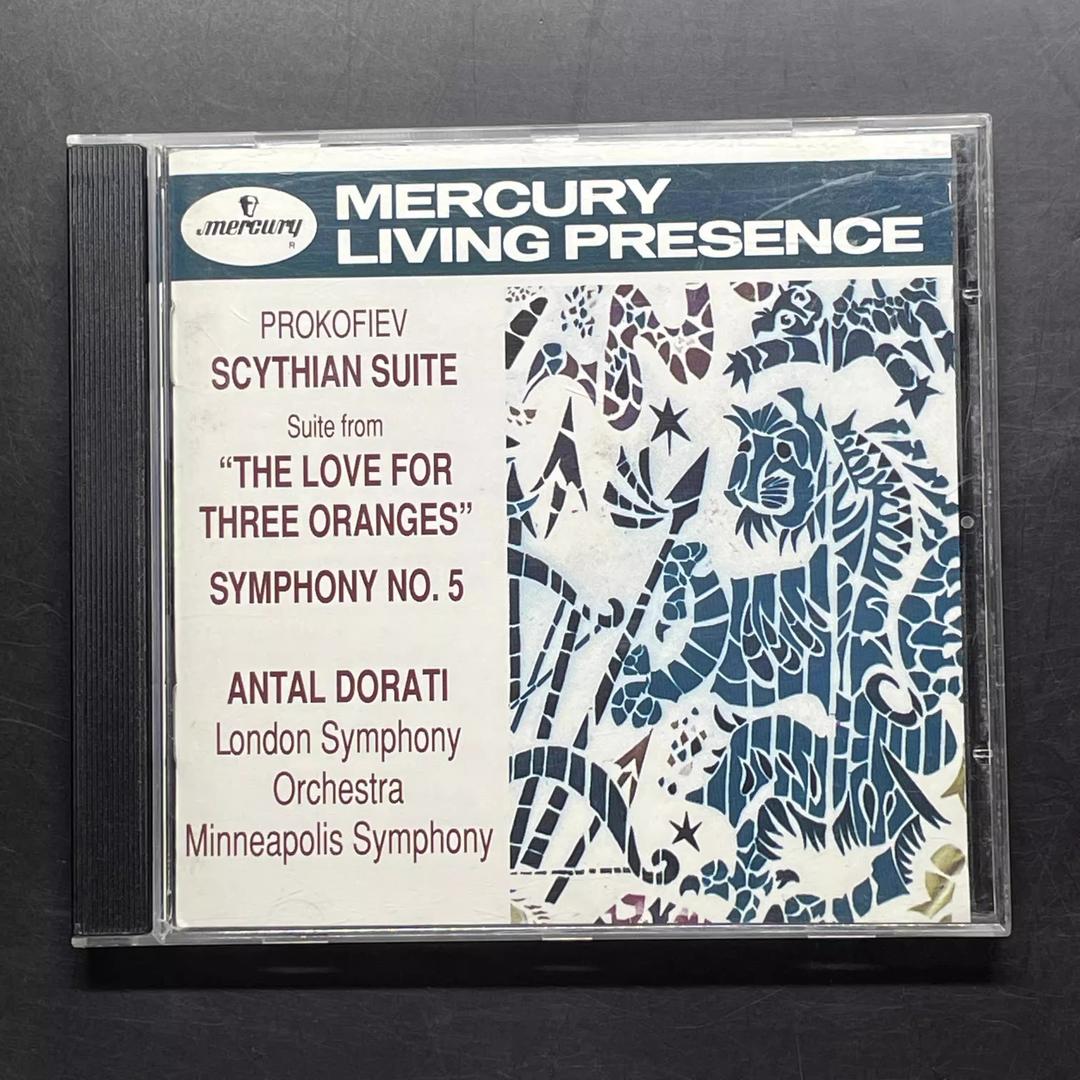 mercury
R
MERCURY
LIVING PRESENCE
PROKOFIEV
SCYTHIAN SUITE
Suite from
“THE LOVE FOR
THREE ORANGES”
SYMPHONY NO. 5
ANTAL DORATI
London Symphony
Orchestra
Minneapolis Symphony